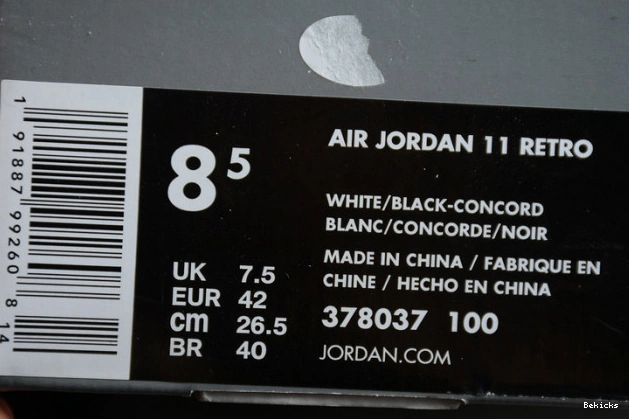 1 91887 99260 8 14
8 5
AIR JORDAN 11 RETRO
WHITE/BLACK-CONCORD
BLANC/CONCORDE/NOIR
MADE IN CHINA / FABRIQUE EN
CHINE / HECHO EN CHINA
UK 7.5
EUR 42
cm 26.5
BR 40
378037 100
JORDAN.COM
Bekicks